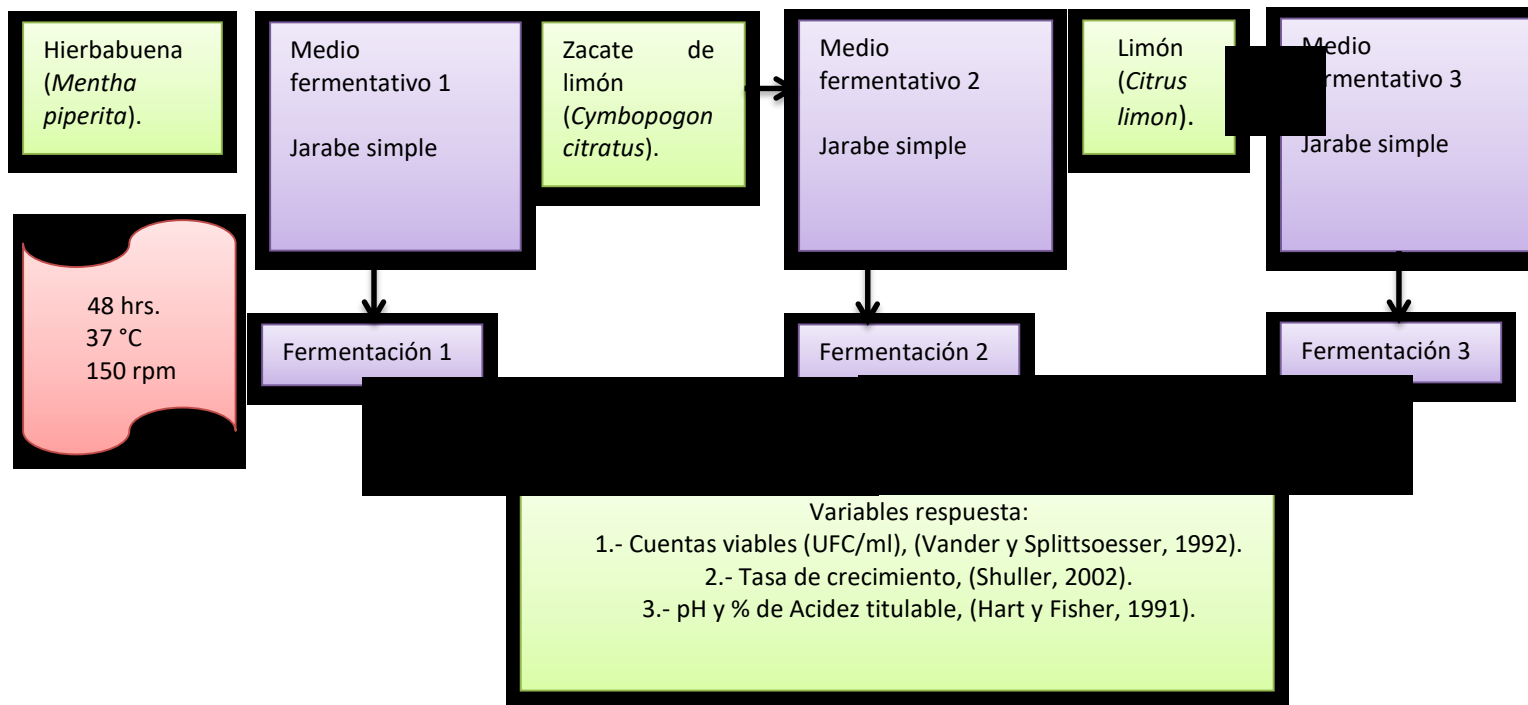 Hierbabuena
(Mentha
piperita).
Medio
fermentativo 1
Jarabe simple
Zacate de
limón
(Cymbopogon
citratus).
Medio
fermentativo 2
Jarabe simple
Limón
(Citrus
limon).
Medio
3
Jarabe simple
48 hrs.
37 °C
150 rpm
Fermentación 1
Fermentación 2
Fermentación 3
Variables respuesta:
1.- Cuentas viables (UFC/ml), (Vander y Splittsoesser, 1992).
2.- Tasa de crecimiento, (Shuller, 2002).
3.- pH y % de Acidez titulable, (Hart y Fisher, 1991).